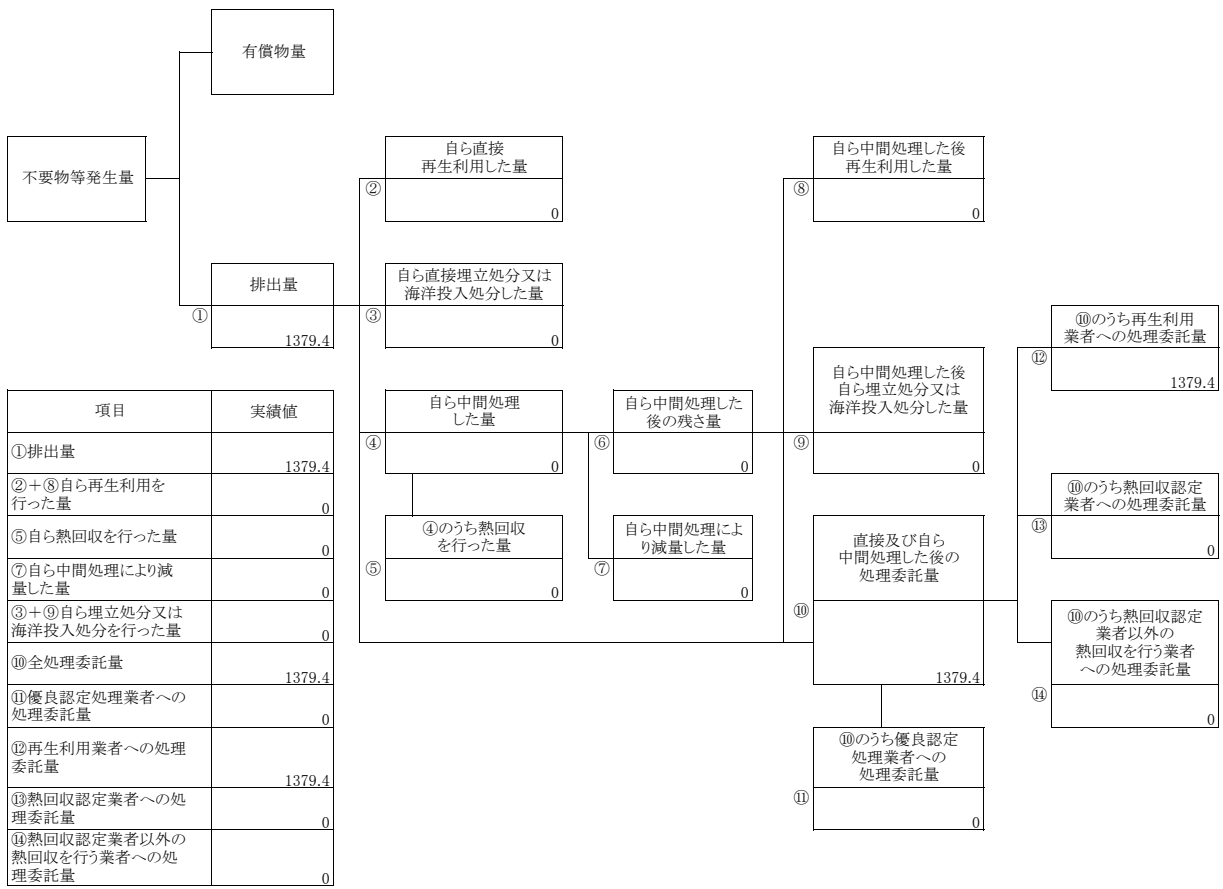 有償物量
不要物等発生量
自ら直接
再生利用した量
②
0
自ら中間処理した後
再生利用した量
⑧
0
排出量
①
1379.4
自ら直接埋立処分又は
海洋投入処分した量
③
0
⑩のうち再生利用
業者への処理委託量
⑫
1379.4
自ら中間処理
した量
④
0
自ら中間処理した
後の残さ量
⑥
0
自ら中間処理した後
自ら埋立処分又は
海洋投入処分した量
⑨
0
④のうち熱回収
を行った量
⑤
0
自ら中間処理によ
り減量した量
⑦
0
直接及び自ら
中間処理した後の
処理委託量
⑩
1379.4
⑩のうち熱回収認定
業者への処理委託量
⑬
0
⑩のうち熱回収認定
業者以外の
熱回収を行う業者
への処理委託量
⑭
0
⑩のうち優良認定
処理業者への
処理委託量
⑪
0
項目 実績値
①排出量
1379.4
②+⑧自ら再生利用を
行った量
0
⑤自ら熱回収を行った量
0
⑦自ら中間処理により減
量した量
0
③+⑨自ら埋立処分又は
海洋投入処分を行った量
0
⑩全処理委託量
1379.4
⑪優良認定処理業者への
処理委託量
0
⑫再生利用業者への処理
委託量
1379.4
⑬熱回収認定業者への処
理委託量
0
⑭熱回収認定業者以外の
熱回収を行う業者への処
理委託量
0